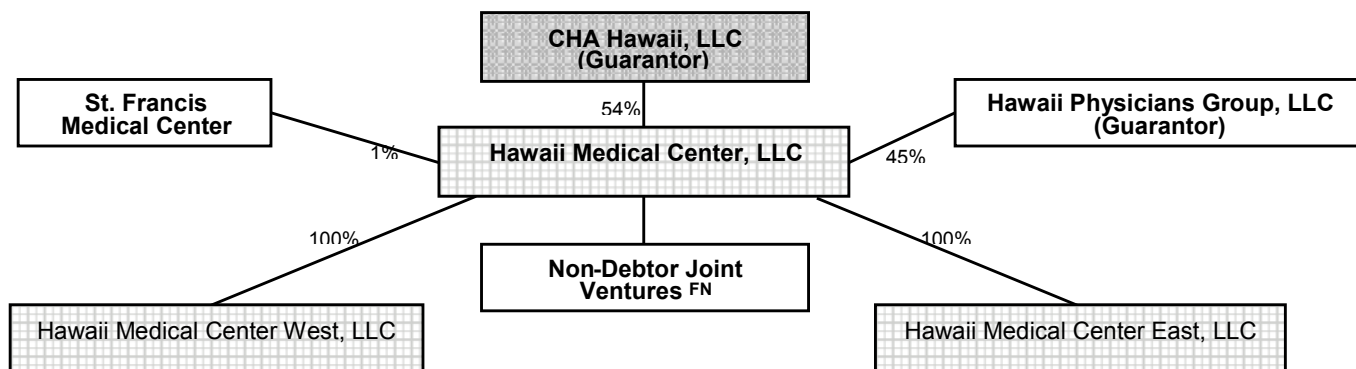 CHA Hawaii, LLC
(Guarantor)
St. Francis
Medical Center
54%
Hawaii Physicians Group, LLC
(Guarantor)
1%
Hawaii Medical Center, LLC
45%
100%
100%
Non-Debtor Joint
Ventures FN
Hawaii Medical Center West, LLC
Hawaii Medical Center East, LLC